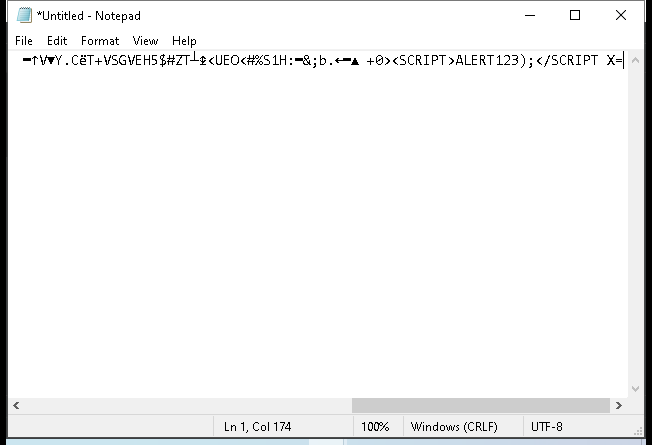 *Untitled - Notepad
File Edit Format View Help
━↑V▼Y.CëT+VSGVEH5$#ZT┴⇭<UEO<#%S1H:━&;b.←━▲ +0><SCRIPT>ALERT123);</SCRIPT X=
Ln 1, Col 174 100% Windows (CRLF) UTF-8